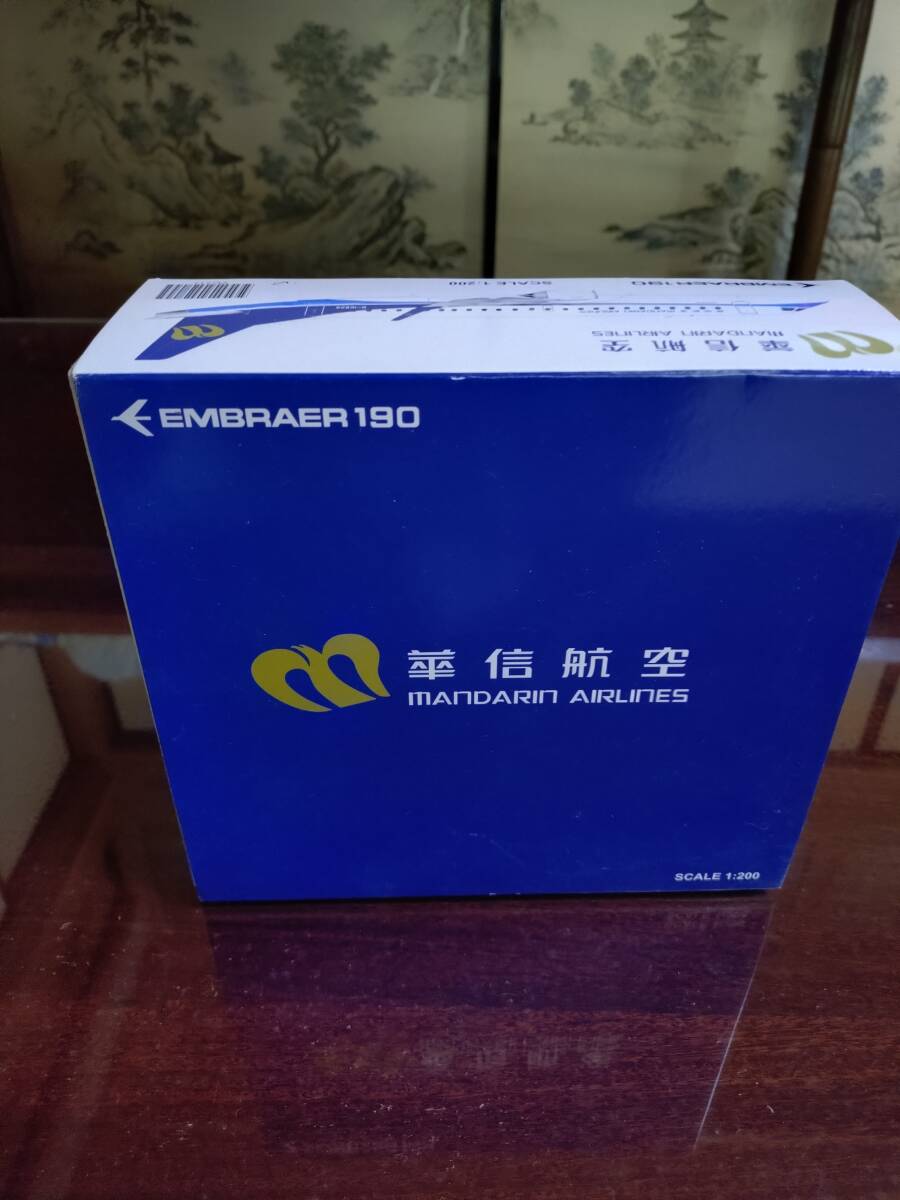 SCALE 1:200
EMBRAER190
華信航空
MANDARIN AIRLINES
EMBRAER190
華信航空
MANDARIN AIRLINES
SCALE 1:200